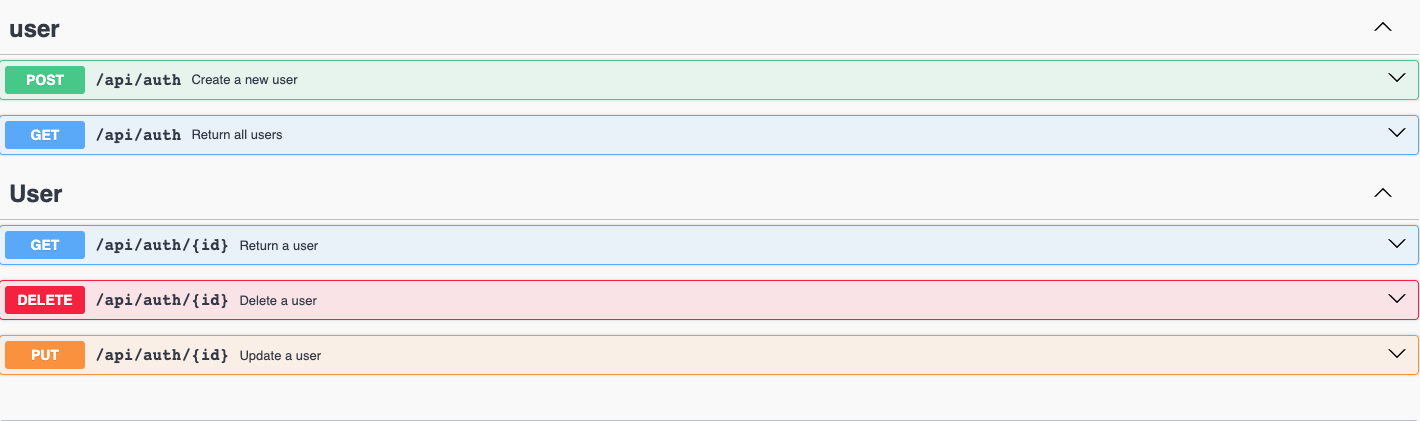 user
POST /api/auth Create a new user
GET /api/auth Return all users
User
GET /api/auth/{id} Return a user
DELETE /api/auth/{id} Delete a user
PUT /api/auth/{id} Update a user